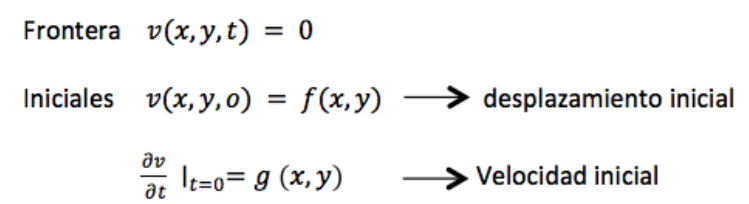 Frontera v(x,y,t) = 0
Iniciales v(x,y,o) = f(x,y) ⟶ desplazamiento inicial
∂v/∂t |t=0= g (x,y) ⟶ Velocidad inicial